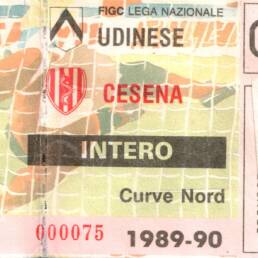 FIGC LEGA NAZIONALE
UDINESE
CESENA
INTERO
Curve Nord
000075 1989-90